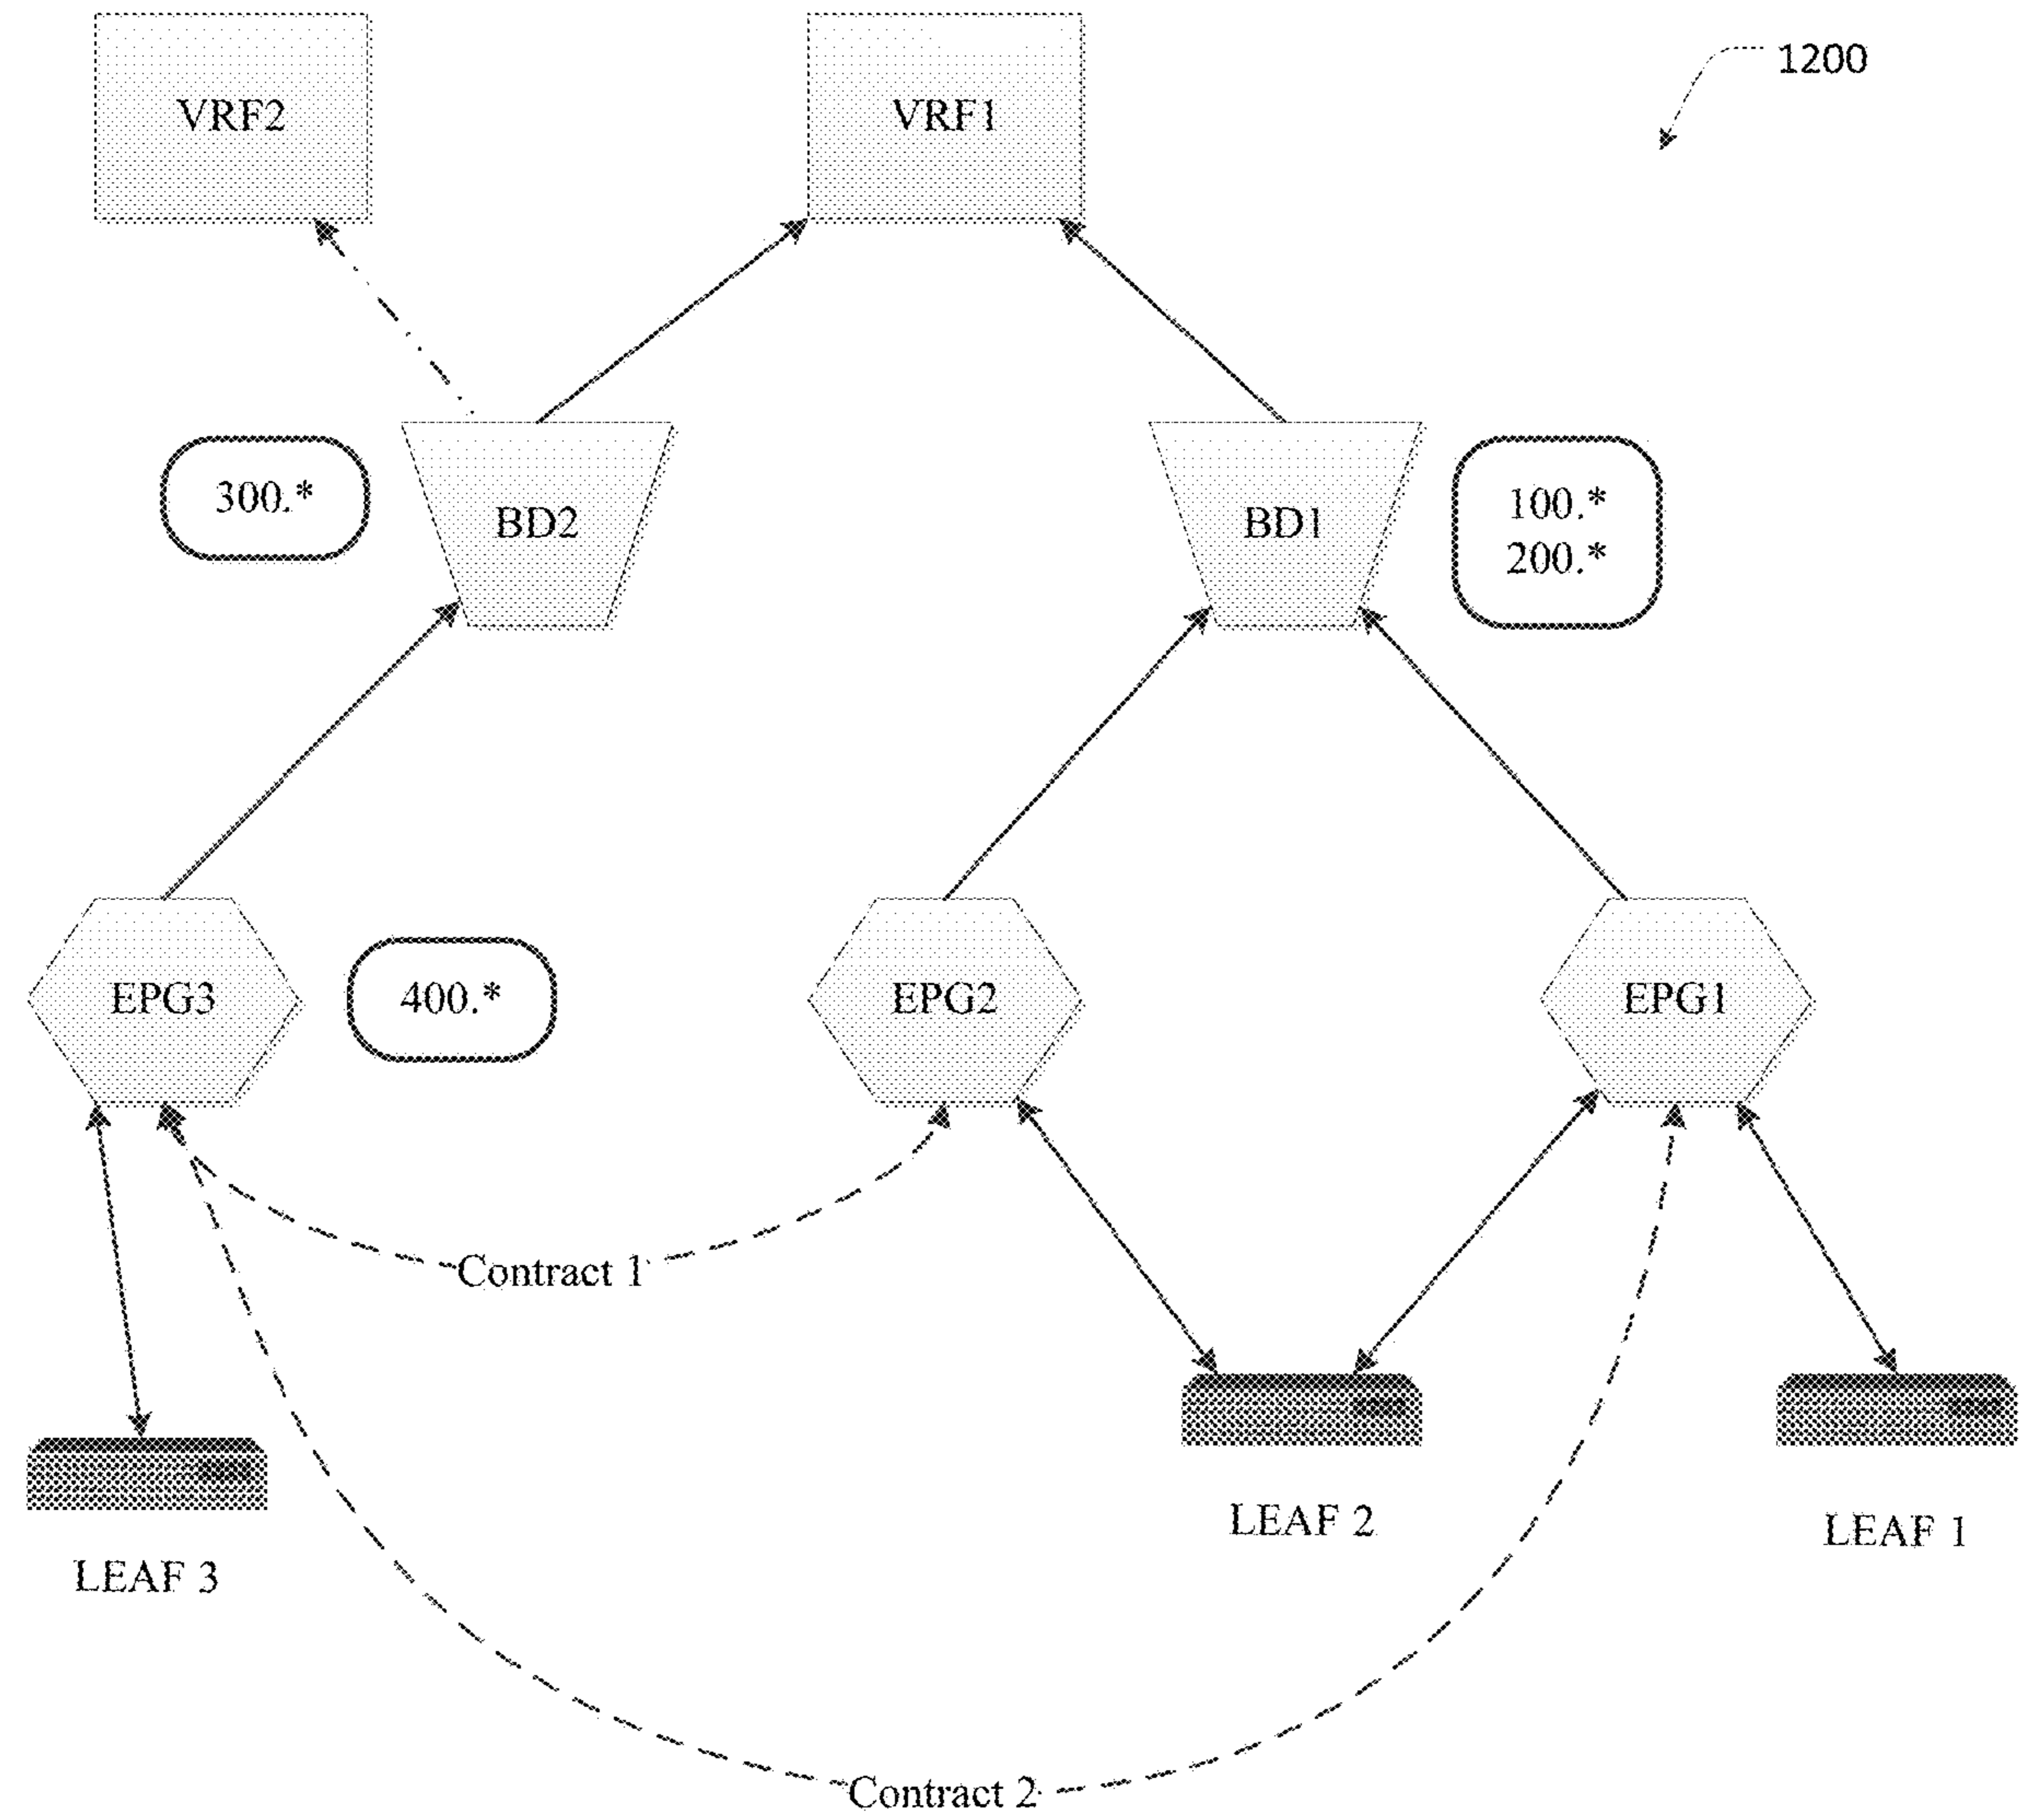 VRF2
VRF1
1200
300.*
BD2
BD1
100.*
200.*
EPG3
400.*
EPG2
EPG1
Contract 1
LEAF 3
LEAF 2
LEAF 1
Contract 2